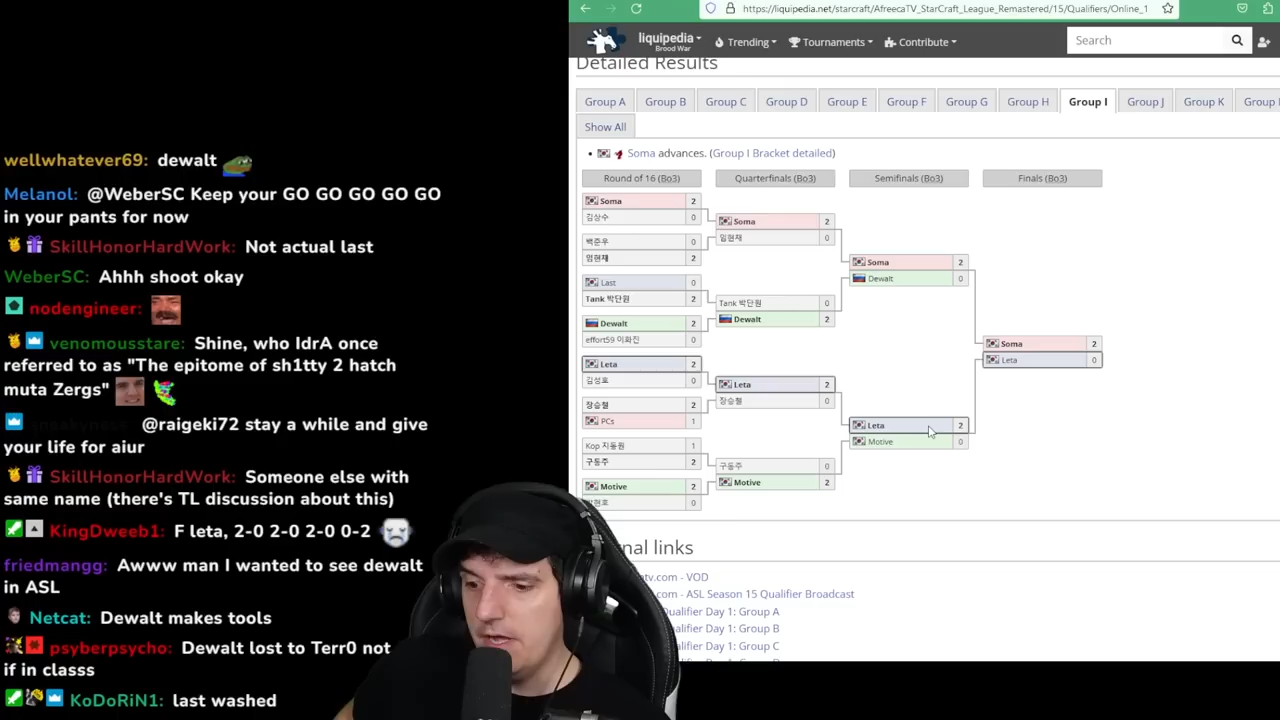 wellwhatever69: dewalt
Melanol: @WeberSC Keep your GO GO GO GO GO
in your pants for now
SkillHonorHardWork: Not actual last
WeberSC: Ahhh shoot okay
nodengineer:
venomousstare: Shine, who IdrA once
referred to as "The epitome of sh1tty 2 hatch
muta Zergs"
@raigeki72 stay a while and give
your life for aiur
SkillHonorHardWork: Someone else with
same name (there's TL discussion about this)
KingDweeb1: F leta, 2-0 2-0 2-0 0-2
friedmangg: Awww man I wanted to see dewalt
in ASL
Netcat: Dewalt makes tools
psyberpsycho: Dewalt lost to Terr0 not
if in classs
KoDoRiN1: last washed
https://liquipedia.net/starcraft/AfreecaTV_StarCraft_League_Remastered/15/Qualifiers/Online_1
liquipedia
Brood War
Trending
Tournaments
Contribute
Search
Detailed Results
Group A
Group B
Group C
Group D
Group E
Group F
Group G
Group H
Group I
Group J
Group K
Group
Show All
Soma advances. (Group I Bracket detailed)
Round of 16 (Bo3)
Quarterfinals (Bo3)
Semifinals (Bo3)
Finals (Bo3)
Soma 2
김상수 0
백준우 0
임현재 2
Last 0
Tank 박단원 2
Dewalt 2
effort59 이화진 0
Leta 2
김성호 0
장승철 2
PCs 1
Kop 지동원 1
구동주 2
Motive 2
0
Soma 2
임현재 0
Tank 박단원 0
Dewalt 2
Leta 2
장승철 0
구동주 0
Motive 2
Soma 2
Dewalt 0
Leta 2
Motive 0
Soma 2
Leta 0
nal links
tv.com - VOD
.com - ASL Season 15 Qualifier Broadcast
ualifier Day 1: Group A
ualifier Day 1: Group B
ualifier Day 1: Group C